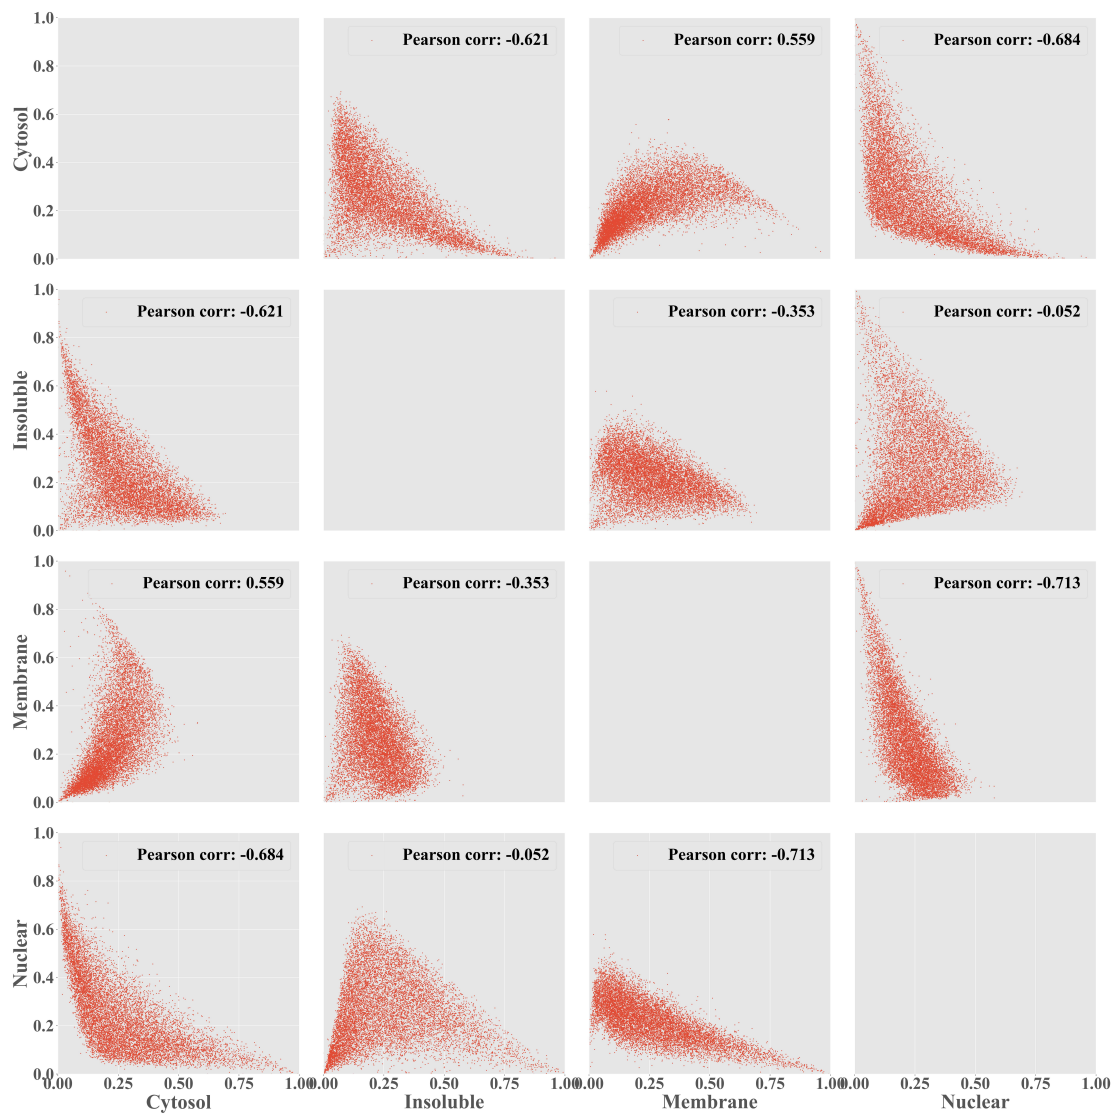 1.0
Pearson corr: -0.621
Pearson corr: 0.559
Pearson corr: -0.684
0.8
0.6
Cytosol
0.4
0.2
0.0
1.0
Pearson corr: -0.621
Pearson corr: -0.353
Pearson corr: -0.052
0.8
0.6
Insoluble
0.4
0.2
0.0
1.0
Pearson corr: 0.559
Pearson corr: -0.353
Pearson corr: -0.713
0.8
0.6
Membrane
0.4
0.2
0.0
1.0
Pearson corr: -0.684
Pearson corr: -0.052
Pearson corr: -0.713
0.8
0.6
Nuclear
0.4
0.2
0.0
0.00 0.25 0.50 0.75 1.00 0.00 0.25 0.50 0.75 1.00 0.00 0.25 0.50 0.75 1.00 0.00 0.25 0.50 0.75 1.00
Cytosol Insoluble Membrane Nuclear